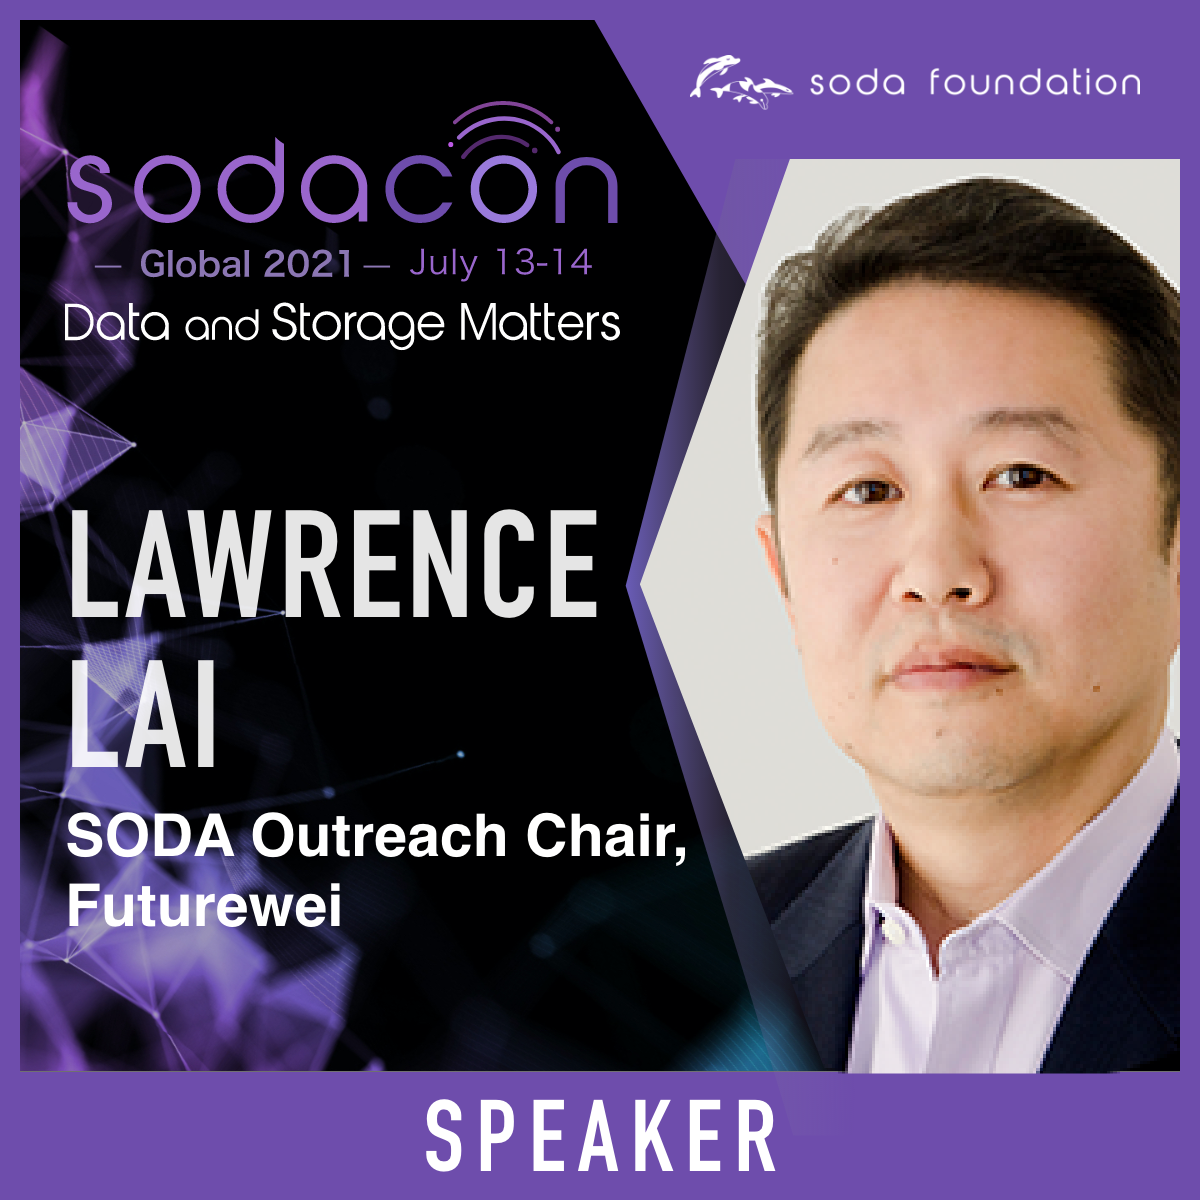 soda foundation
sodacon
— Global 2021 — July 13-14
Data and Storage Matters
LAWRENCE
LAI
SODA Outreach Chair,
Futurewei
SPEAKER